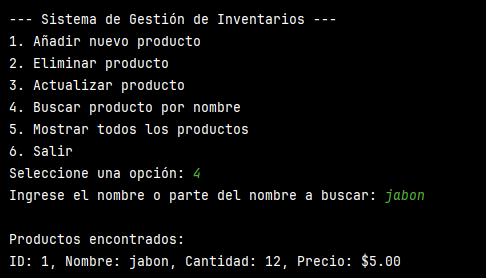 --- Sistema de Gestión de Inventarios ---
1. Añadir nuevo producto
2. Eliminar producto
3. Actualizar producto
4. Buscar producto por nombre
5. Mostrar todos los productos
6. Salir
Seleccione una opción: 4
Ingrese el nombre o parte del nombre a buscar: jabon
Productos encontrados:
ID: 1, Nombre: jabon, Cantidad: 12, Precio: $5.00